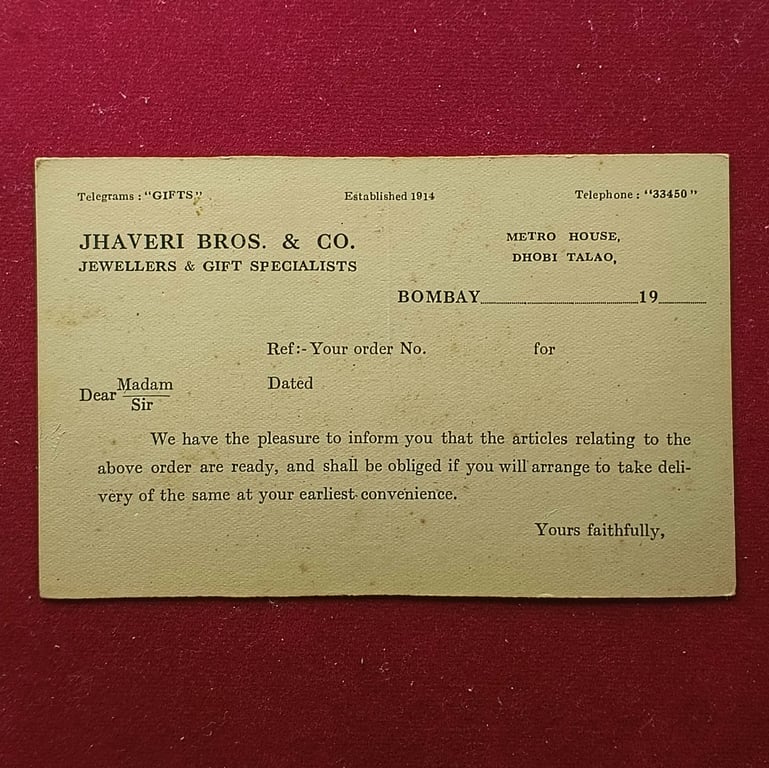 Telegrams : "GIFTS" Established 1914 Telephone : "33450"
JHAVERI BROS. & CO.
JEWELLERS & GIFT SPECIALISTS
METRO HOUSE,
DHOBI TALAO,
BOMBAY 19
Ref:- Your order No. for
Dear Madam
Sir
Dated
We have the pleasure to inform you that the articles relating to the
above order are ready, and shall be obliged if you will arrange to take deli-
very of the same at your earliest convenience.
Yours faithfully,